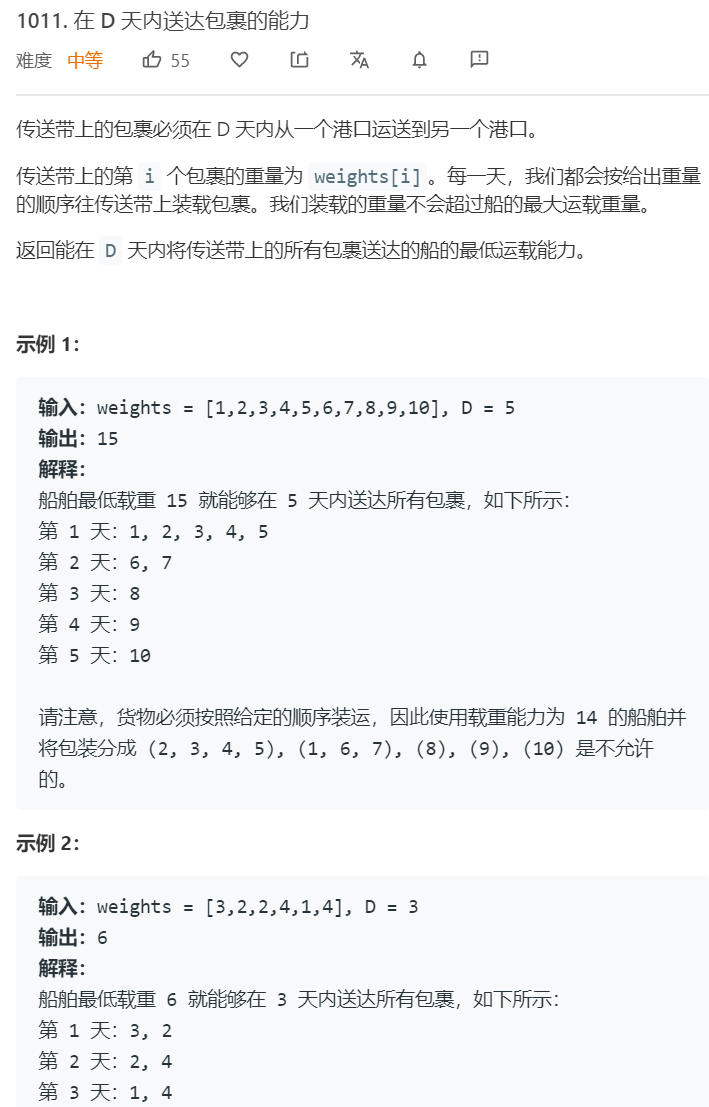 1011. 在 D 天内送达包裹的能力
难度 中等 55
传送带上的包裹必须在 D 天内从一个港口运送到另一个港口。
传送带上的第 i 个包裹的重量为 weights[i]。每一天，我们都会按给出重量
的顺序往传送带上装载包裹。我们装载的重量不会超过船的最大运载重量。
返回能在 D 天内将传送带上的所有包裹送达的船的最低运载能力。
示例 1：
输入：weights = [1,2,3,4,5,6,7,8,9,10], D = 5
输出：15
解释：
船舶最低载重 15 就能够在 5 天内送达所有包裹，如下所示：
第 1 天：1, 2, 3, 4, 5
第 2 天：6, 7
第 3 天：8
第 4 天：9
第 5 天：10
请注意，货物必须按照给定的顺序装运，因此使用载重能力为 14 的船舶并
将包装分成 (2, 3, 4, 5), (1, 6, 7), (8), (9), (10) 是不允许
的。
示例 2：
输入：weights = [3,2,2,4,1,4], D = 3
输出：6
解释：
船舶最低载重 6 就能够在 3 天内送达所有包裹，如下所示：
第 1 天：3, 2
第 2 天：2, 4
第 3 天：1, 4